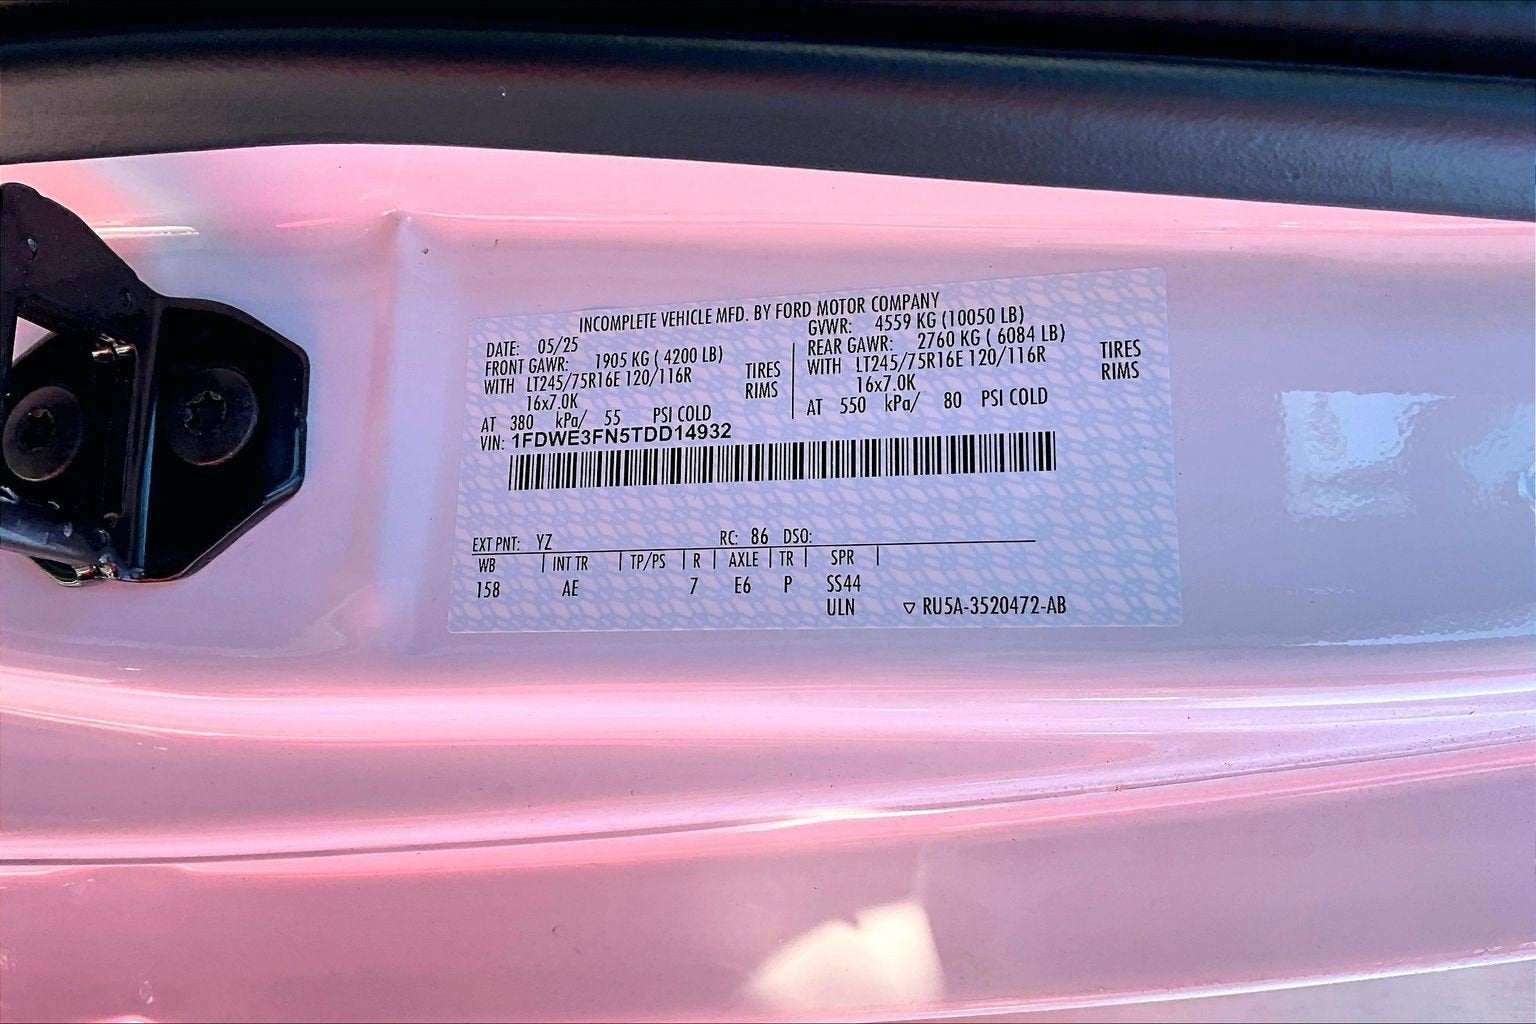 INCOMPLETE VEHICLE MFD. BY FORD MOTOR COMPANY
DATE: 05/25
FRONT GAWR: 1905 KG ( 4200 LB)
WITH LT245/75R16E 120/116R TIRES
16x7.0K RIMS
AT 380 kPa/ 55 PSI COLD
GVWR: 4559 KG (10050 LB)
REAR GAWR: 2760 KG ( 6084 LB)
WITH LT245/75R16E 120/116R TIRES
16x7.0K RIMS
AT 550 kPa/ 80 PSI COLD
VIN: 1FDWE3FN5TDD14932
EXT PNT: YZ RC: 86 DSO:
WB INT TR TP/PS R AXLE TR SPR
158 AE 7 E6 P SS44
ULN ▽ RU5A-3520472-AB